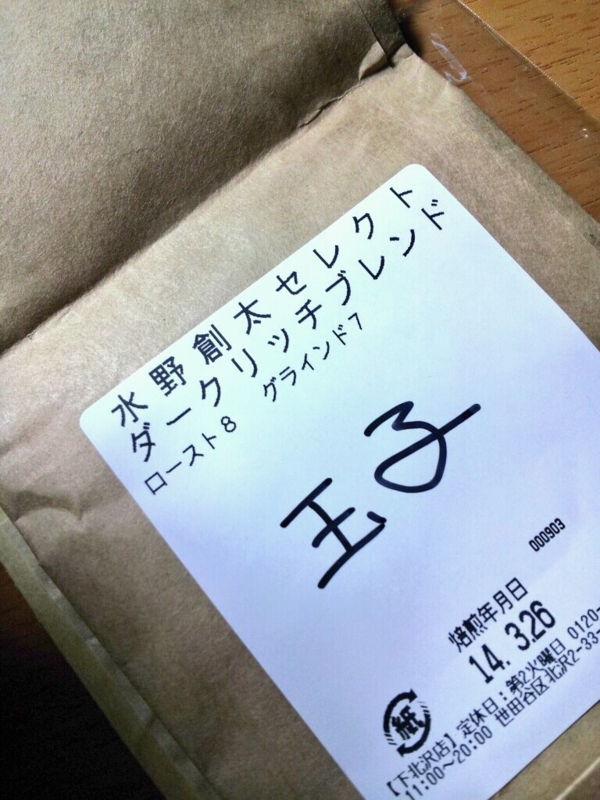 水野創太セレクト
ダークリッチブレンド
ロースト8 グラインド7
玉子
000903
焙煎年月日
14. 3.26
紙
【下北沢店】定休日：第2火曜日 0120-
11:00～20:00 世田谷区北沢2-33-